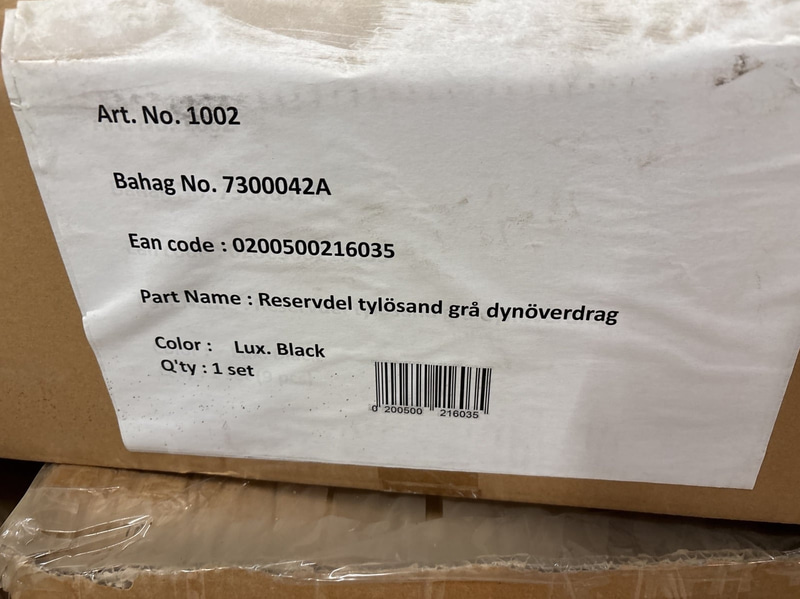 Art. No. 1002
Bahag No. 7300042A
Ean code : 0200500216035
Part Name : Reservdel tylösand grå dynöverdrag
Color : Lux. Black
Q'ty : 1 set
0 200500 216035